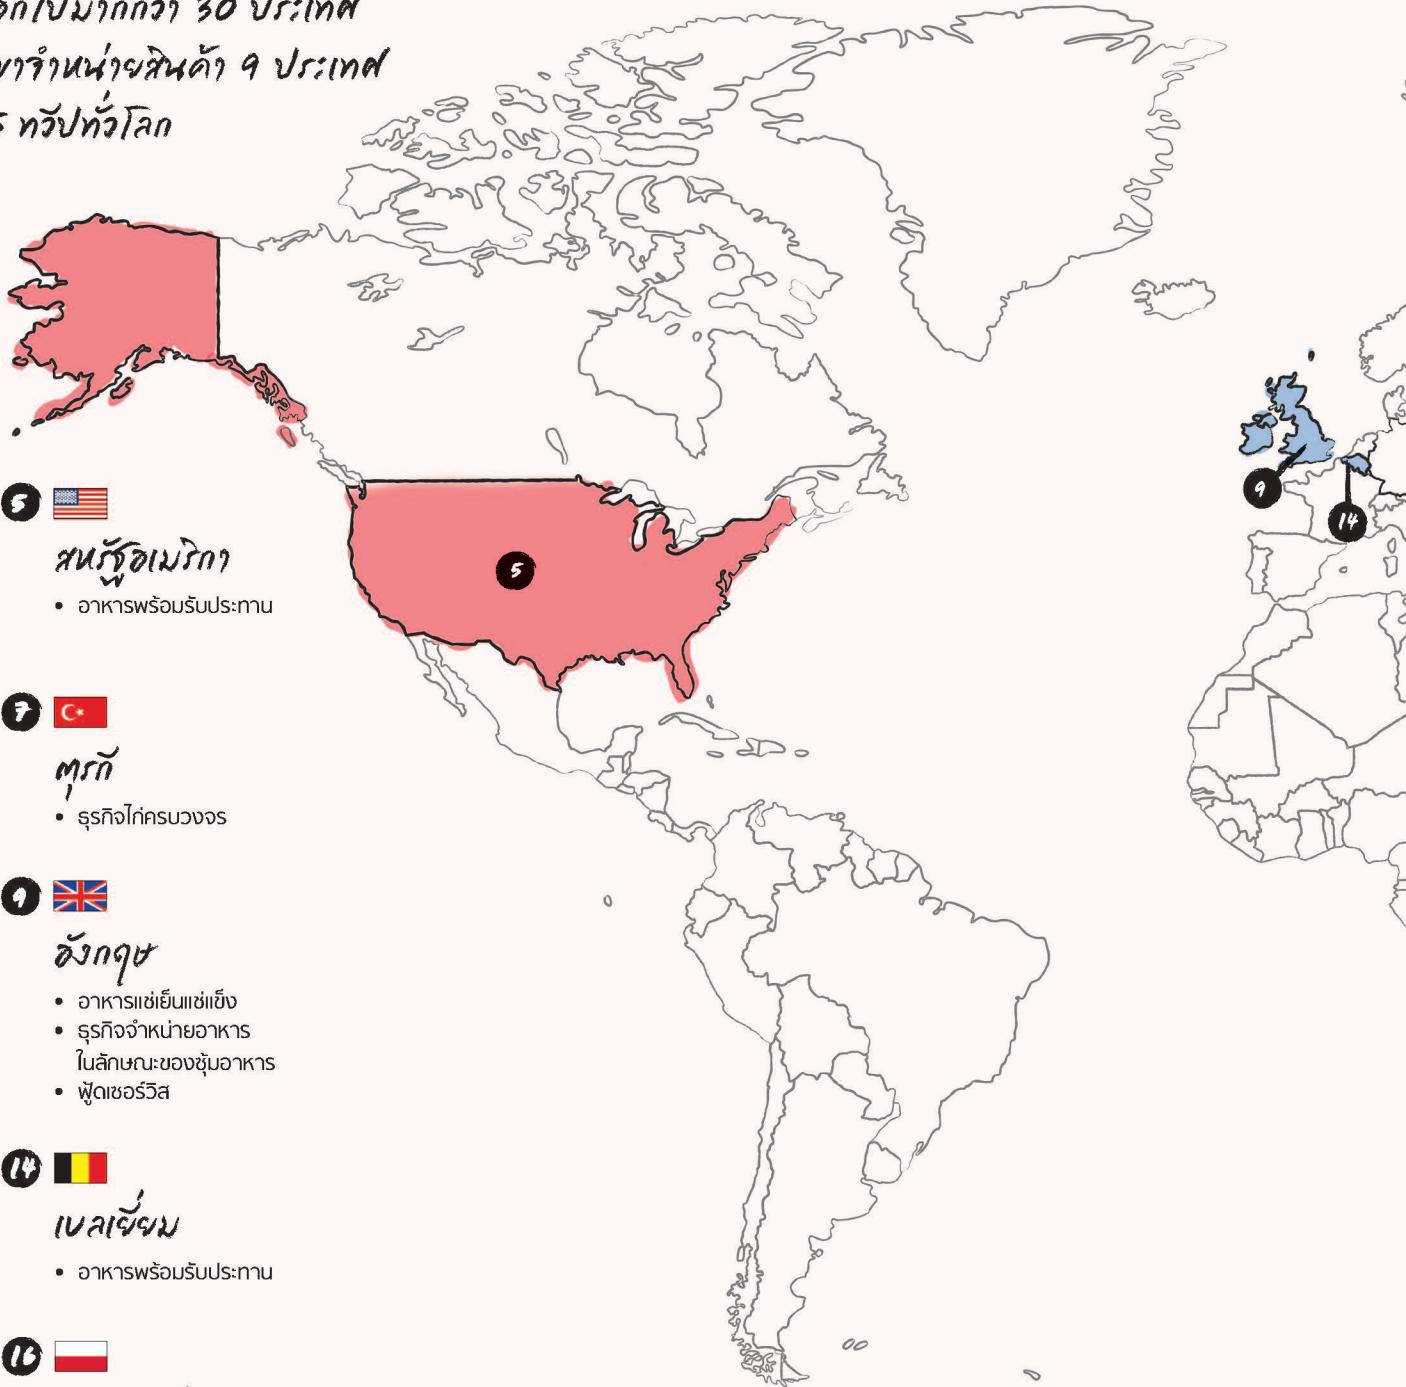 อกไปมากกว่า 30 ประเทศ
ขาจำหน่ายสินค้า 9 ประเทศ
5 ทวีปทั่วโลก
5
สหรัฐอเมริกา
• อาหารพร้อมรับประทาน
7
ตุรกี
• ธุรกิจไก่ครบวงจร
9
อังกฤษ
• อาหารแช่เย็นแช่แข็ง
• ธุรกิจจำหน่ายอาหาร
ในลักษณะของซุ้มอาหาร
• ฟู้ดเซอร์วิส
14
เบลเยี่ยม
• อาหารพร้อมรับประทาน
16
5
9
14